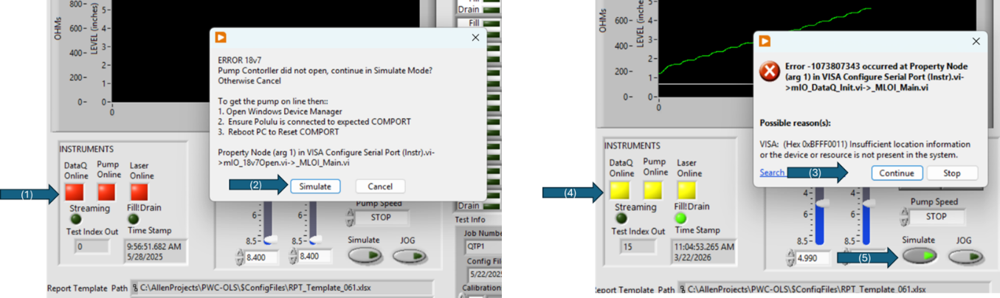 OHMs
LEVEL (inches)
800-
600-
400-
200-
0-
5-
4-
3-
2-
1-
0-
0
ERROR 18v7
Pump Contorller did not open, continue in Simulate Mode?
Otherwise Cancel
To get the pump on line then::
1. Open Windows Device Manager
2. Ensure Polulu is connected to expected COMPORT
3. Reboot PC to Reset COMPORT
Property Node (arg 1) in VISA Configure Serial Port (Instr).vi-
>mIO_18v7Open.vi->_MLOI_Main.vi
(2)
Simulate
Cancel
Drain
Fill
INSTRUMENTS
DataQ Online
Pump Online
Laser Online
(1)
Streaming
Fill!Drain
Test Index Out
Time Stamp
0
9:56:51.682 AM
5/28/2025
6-
6-
8.5-
8.5-
8.400
8.400
Pump Speed
STOP
Simulate
JOG
Drain
Test Info
Job Numbe
QTP1
Config Fil
5/22/202
Calibration
Report Template Path
C:\AllenProjects\PWC-OLS\$ConfigFiles\RPT_Template_061.xlsx
OHMs
LEVEL (inches)
800-
600-
400-
200-
0-
5-
4-
3-
2-
1-
0-
0
Error -1073807343 occurred at Property Node
(arg 1) in VISA Configure Serial Port (Instr).vi-
>mIO_DataQ_Init.vi->_MLOI_Main.vi
Possible reason(s):
VISA: (Hex 0xBFFF0011) Insufficient location information
or the device or resource is not present in the system.
Search
(3)
Continue
Stop
INSTRUMENTS
DataQ Online
Pump Online
Laser Online
(4)
Streaming
Fill!Drain
Test Index Out
Time Stamp
15
11:04:53.265 AM
3/22/2026
4-
4-
6-
6-
8.5-
8.5-
4.990
Pump Speed
STOP
Simulate
JOG
(5)
Report Template Path
C:\AllenProjects\PWC-OLS\$ConfigFiles\RPT_Template_061.xlsx